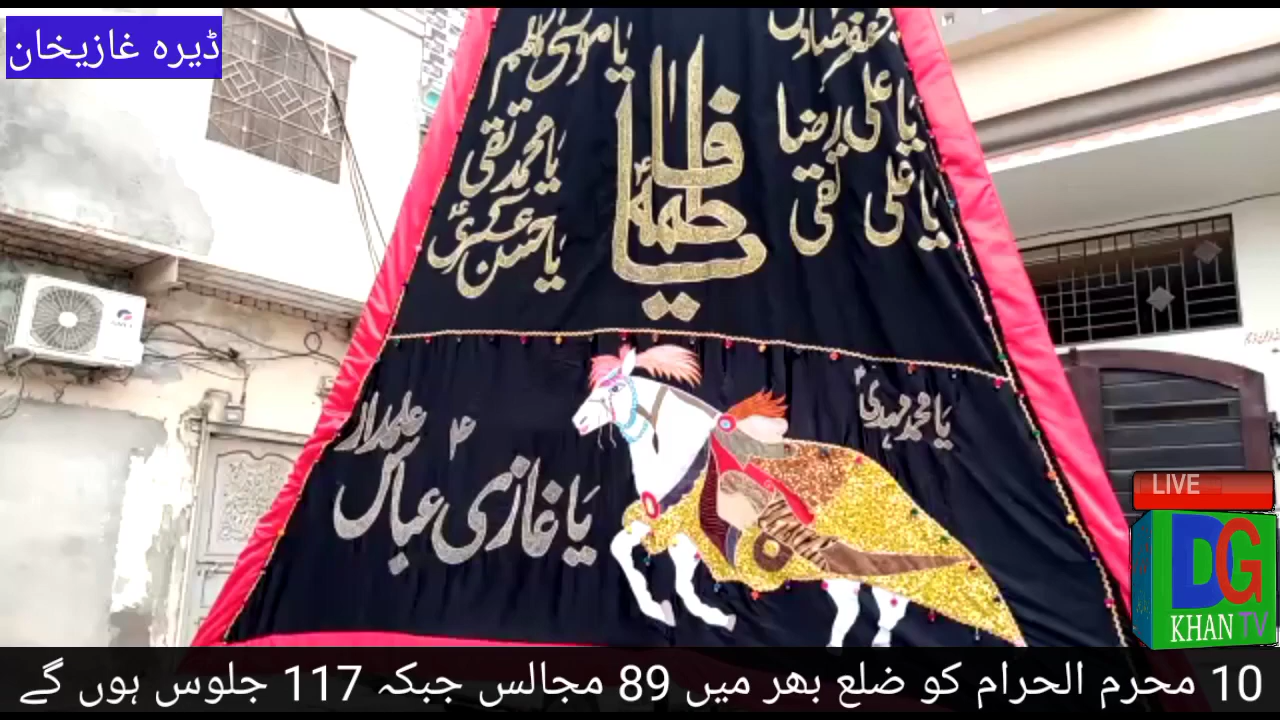 ڈیرہ غازیخان
جعفر صادق
یا موسیٰ کاظم
یا فاطمہؑ
یا علی رضا
یا محمد تقی
یا علی نقی
یا حسن عسکریؑ
یا محمد مہدیؑ
یا غازیؑ عباس علمدار
LIVE
DG
KHAN TV
10 محرم الحرام کو ضلع بھر میں 89 مجالس جبکہ 117 جلوس ہوں گے